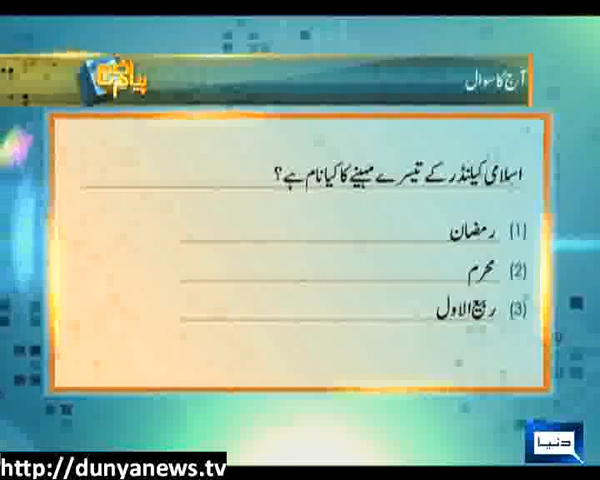 آج کا سوال
اسلامی کیلنڈر کے تیسرے مہینے کا کیا نام ہے؟
(1) رمضان
(2) محرم
(3) ربیع الاول
دنیا
http://dunyanews.tv